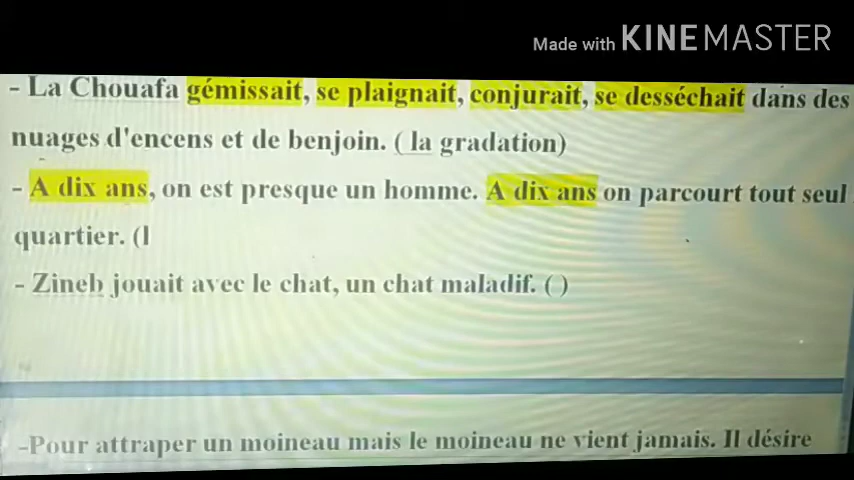 Made with KINEMASTER
- La Chouafa gémissait, se plaignait, conjurait, se desséchait dans des
nuages d'encens et de benjoin. ( la gradation)
- A dix ans, on est presque un homme. A dix ans on parcourt tout seul
quartier. (l
- Zineb jouait avec le chat, un chat maladif. ( )
-Pour attraper un moineau mais le moineau ne vient jamais. Il désire